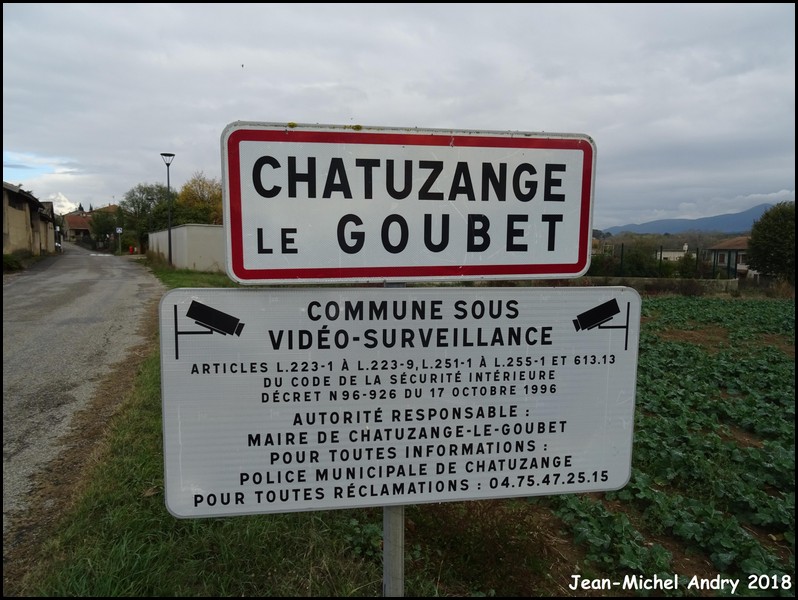 CHATUZANGE
LE GOUBET
COMMUNE SOUS
VIDÉO-SURVEILLANCE
ARTICLES L.223-1 À L.223-9, L.251-1 À L.255-1 ET 613.13
DU CODE DE LA SÉCURITÉ INTÉRIEURE
DÉCRET N96-926 DU 17 OCTOBRE 1996
AUTORITÉ RESPONSABLE :
MAIRE DE CHATUZANGE-LE-GOUBET
POUR TOUTES INFORMATIONS :
POLICE MUNICIPALE DE CHATUZANGE
POUR TOUTES RÉCLAMATIONS : 04.75.47.25.15
Jean-Michel Andry 2018